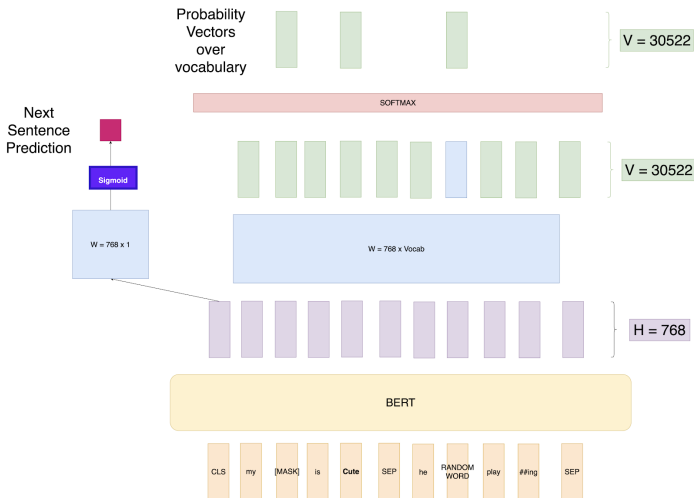 Probability
Vectors
over
vocabulary
V = 30522
SOFTMAX
Next
Sentence
Prediction
Sigmoid
V = 30522
W = 768 x 1
W = 768 x Vocab
H = 768
BERT
CLS
my
[MASK]
is
Cute
SEP
he
RANDOM
WORD
play
##ing
SEP